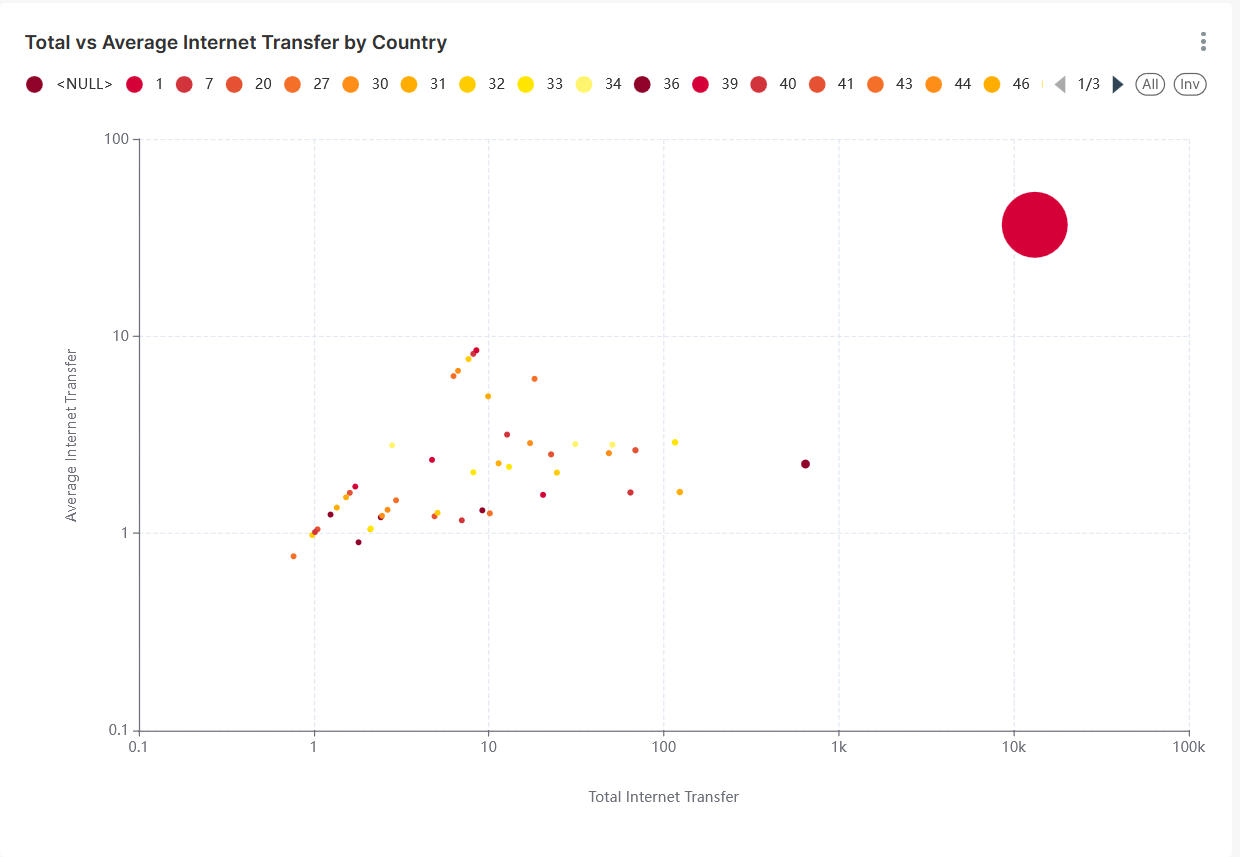 Total vs Average Internet Transfer by Country
<NULL> 1 7 20 27 30 31 32 33 34 36 39 40 41 43 44 46 1/3 All Inv
100
10
1
0.1
Average Internet Transfer
0.1 1 10 100 1k 10k 100k
Total Internet Transfer